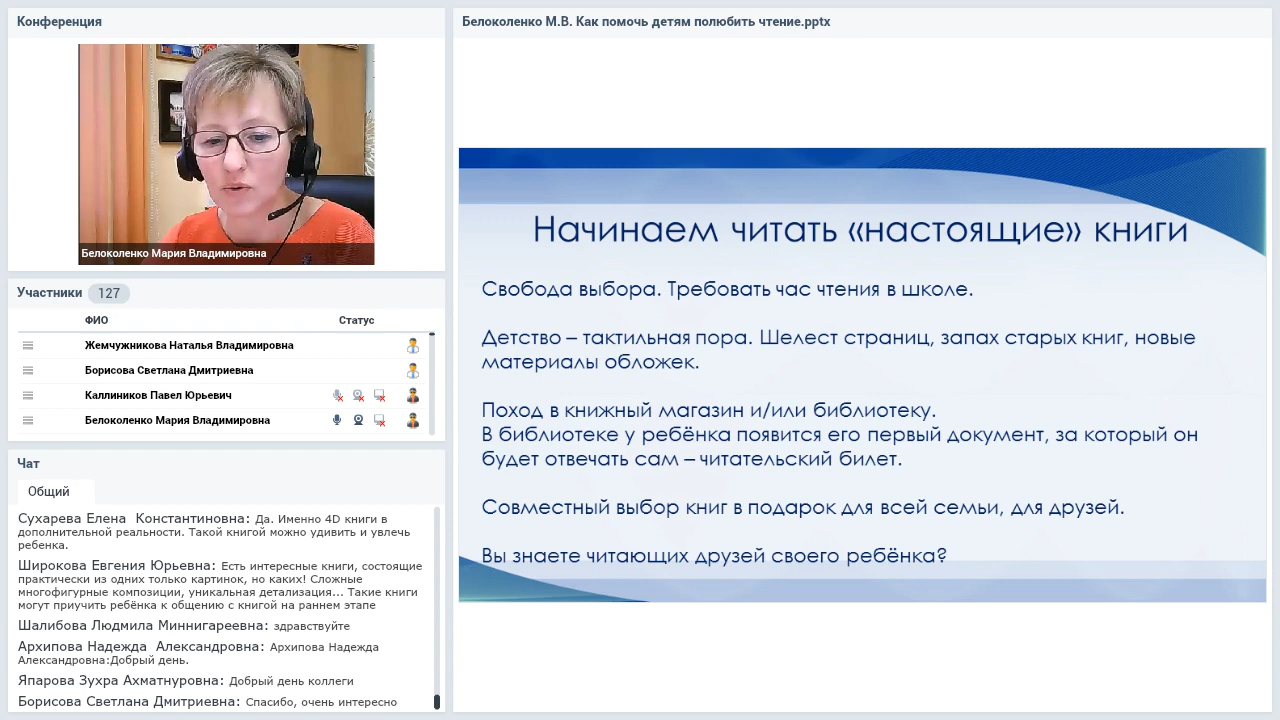 Конференция
Белоколенко Мария Владимировна
Участники 127
ФИО Статус
Жемчужникова Наталья Владимировна
Борисова Светлана Дмитриевна
Каллиников Павел Юрьевич
Белоколенко Мария Владимировна
Чат
Общий
Сухарева Елена Константиновна: Да. Именно 4D книги в
дополнительной реальности. Такой книгой можно удивить и увлечь
ребенка.
Широкова Евгения Юрьевна: Есть интересные книги, состоящие
практически из одних только картинок, но каких! Сложные
многофигурные композиции, уникальная детализация... Такие книги
могут приучить ребёнка к общению с книгой на раннем этапе
Шалибова Людмила Миннигареевна: здравствуйте
Архипова Надежда Александровна: Архипова Надежда
Александровна:Добрый день.
Япарова Зухра Ахматнуровна: Добрый день коллеги
Борисова Светлана Дмитриевна: Спасибо, очень интересно
Белоколенко М.В. Как помочь детям полюбить чтение.pptx
Начинаем читать «настоящие» книги
Свобода выбора. Требовать час чтения в школе.
Детство – тактильная пора. Шелест страниц, запах старых книг, новые
материалы обложек.
Поход в книжный магазин и/или библиотеку.
В библиотеке у ребёнка появится его первый документ, за который он
будет отвечать сам – читательский билет.
Совместный выбор книг в подарок для всей семьи, для друзей.
Вы знаете читающих друзей своего ребёнка?